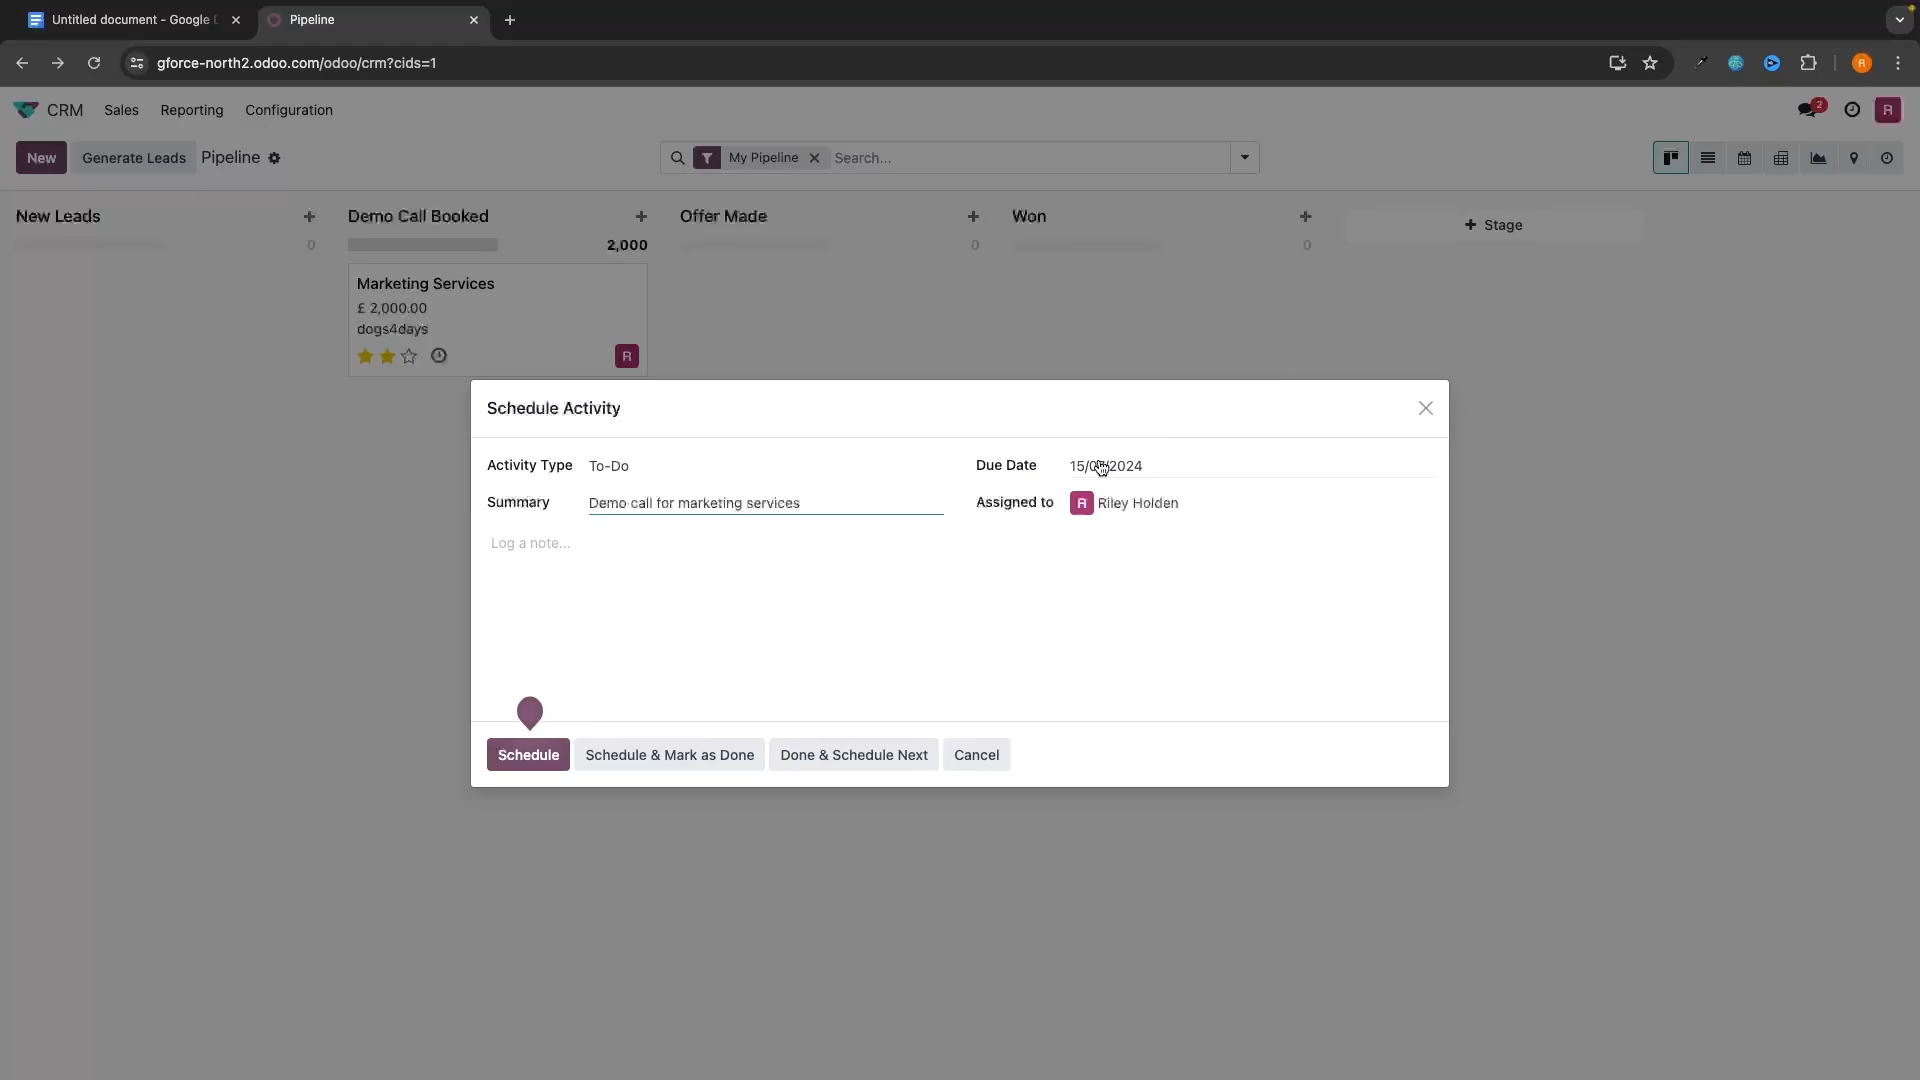 Untitled document - Google
Pipeline
gforce-north2.odoo.com/odoo/crm?cids=1
R
CRM
Sales
Reporting
Configuration
2
R
New
Generate Leads
Pipeline
My Pipeline
Search...
New Leads
0
Demo Call Booked
2,000
Offer Made
0
Won
0
Stage
Marketing Services
£ 2,000.00
dogs4days
R
Schedule Activity
Activity Type To-Do
Due Date
Summary Demo call for marketing services
Assigned to R Riley Holden
Log a note...
Schedule
Schedule & Mark as Done
Done & Schedule Next
Cancel